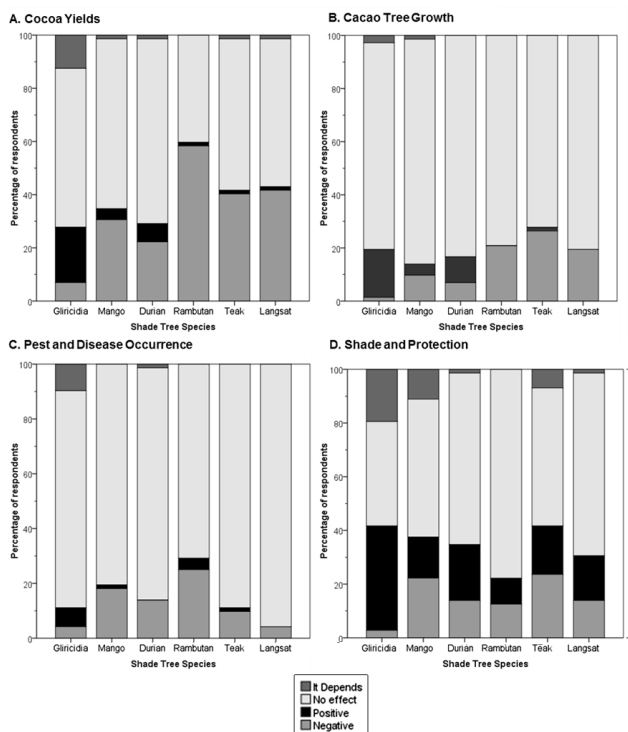 A. Cocoa Yields
Percentage of respondents
100
80
60
40
20
0
Gliricidia Mango Durian Rambutan Teak Langsat
Shade Tree Species
B. Cacao Tree Growth
Percentage of respondents
100
80
60
40
20
0
Gliricidia Mango Durian Rambutan Teak Langsat
Shade Tree Species
C. Pest and Disease Occurrence
Percentage of respondents
100
80
60
40
20
0
Gliricidia Mango Durian Rambutan Teak Langsat
Shade Tree Species
D. Shade and Protection
Percentage of respondents
100
80
60
40
20
0
Gliricidia Mango Durian Rambutan Teak Langsat
Shade Tree Species
It Depends
No effect
Positive
Negative